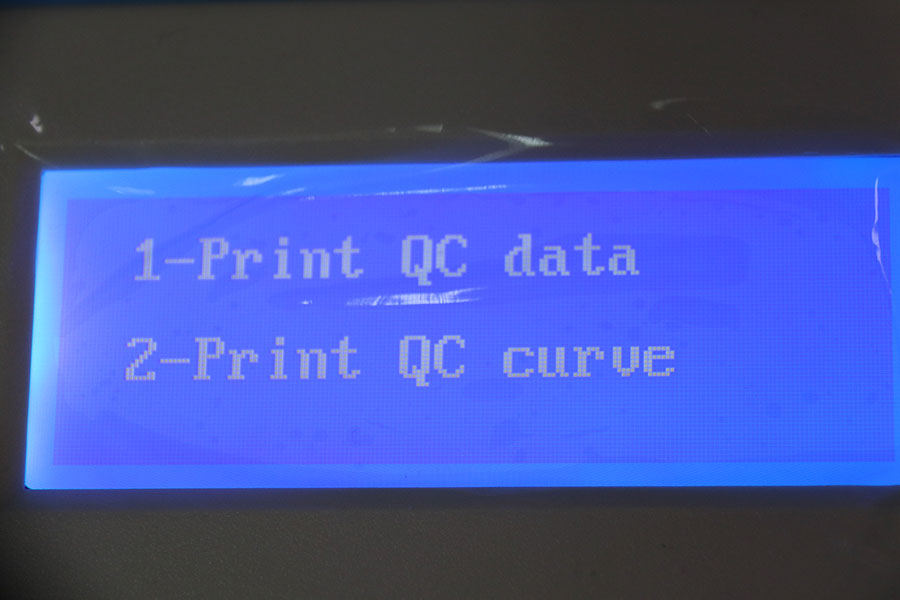 1-Print QC data
2-Print QC curve